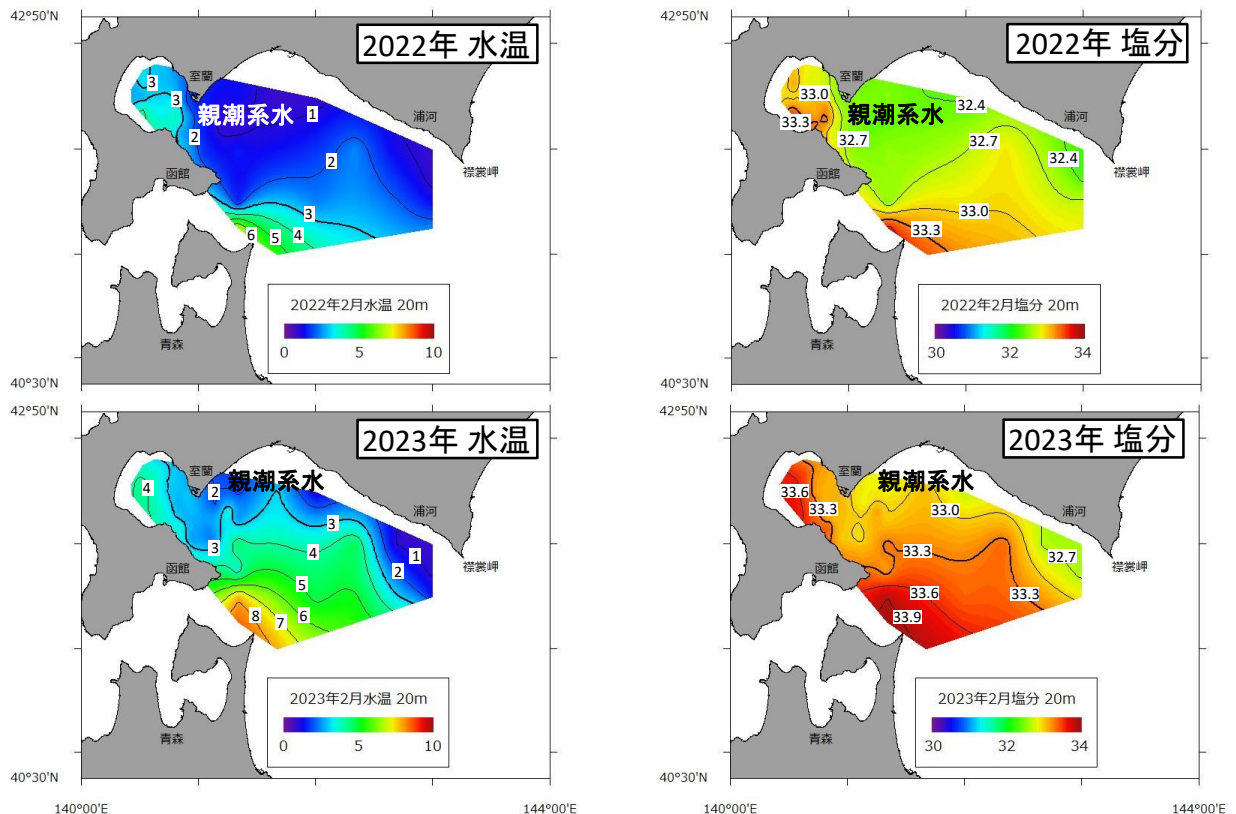 42°50'N
2022年 水温
室蘭
3
3
親潮系水
1
浦河
2
2
函館
襟裳岬
3
6
5
4
2022年2月水温 20m
0
5
10
青森
40°30'N
42°50'N
2022年 塩分
室蘭
33.0
32.4
33.3
親潮系水
浦河
32.7
32.7
32.4
函館
襟裳岬
33.0
33.3
2022年2月塩分 20m
30
32
34
青森
40°30'N
42°50'N
2023年 水温
室蘭
親潮系水
4
2
3
浦河
3
4
1
函館
2
襟裳岬
5
8
7
6
2023年2月水温 20m
0
5
10
青森
40°30'N
140°00'E
144°00'E
42°50'N
2023年 塩分
室蘭
親潮系水
33.6
33.3
33.0
浦河
33.3
32.7
函館
襟裳岬
33.6
33.3
33.9
2023年2月塩分 20m
30
32
34
青森
40°30'N
140°00'E
144°00'E